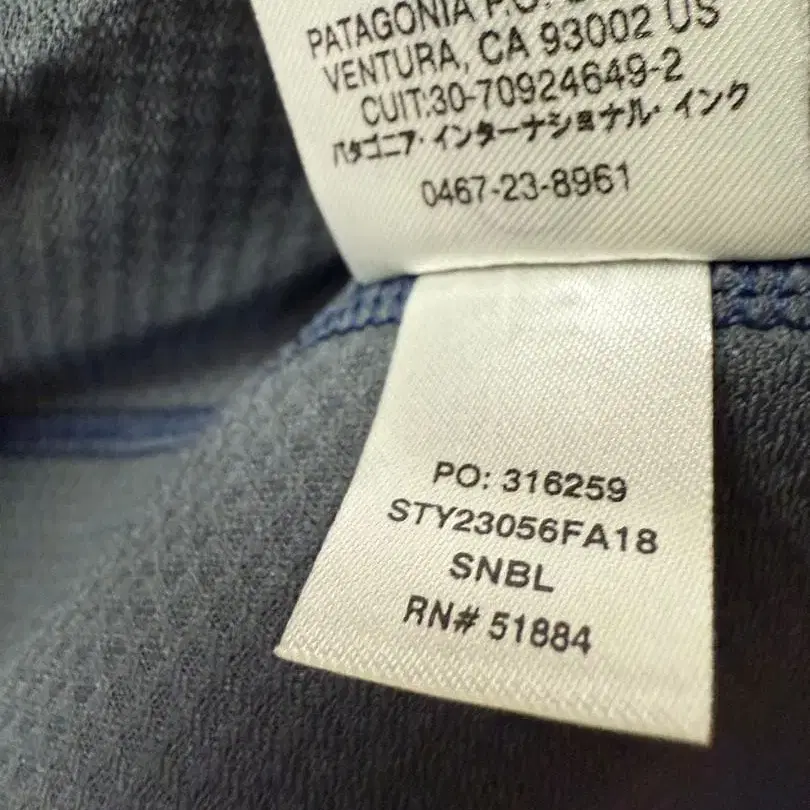 PATAGONIA P.O.
VENTURA, CA 93002 US
CUIT:30-70924649-2
パタゴニア・インターナショナル・インク
0467-23-8961
PO: 316259
STY23056FA18
SNBL
RN# 51884